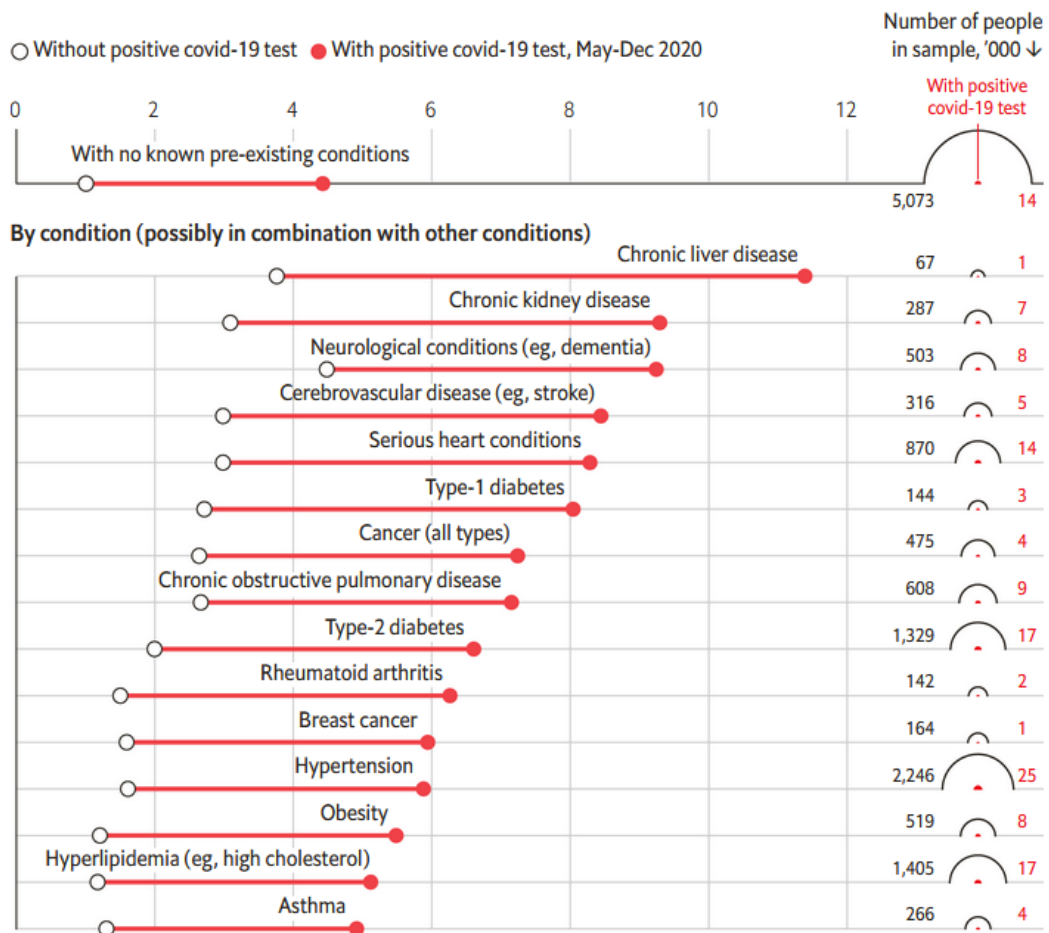 Number of people
in sample, '000 ↓
Without positive covid-19 test With positive covid-19 test, May-Dec 2020
With positive
covid-19 test
0 2 4 6 8 10 12
With no known pre-existing conditions
5,073 14
By condition (possibly in combination with other conditions)
Chronic liver disease 67 1
Chronic kidney disease 287 7
Neurological conditions (eg, dementia) 503 8
Cerebrovascular disease (eg, stroke) 316 5
Serious heart conditions 870 14
Type-1 diabetes 144 3
Cancer (all types) 475 4
Chronic obstructive pulmonary disease 608 9
Type-2 diabetes 1,329 17
Rheumatoid arthritis 142 2
Breast cancer 164 1
Hypertension 2,246 25
Obesity 519 8
Hyperlipidemia (eg, high cholesterol) 1,405 17
Asthma 266 4